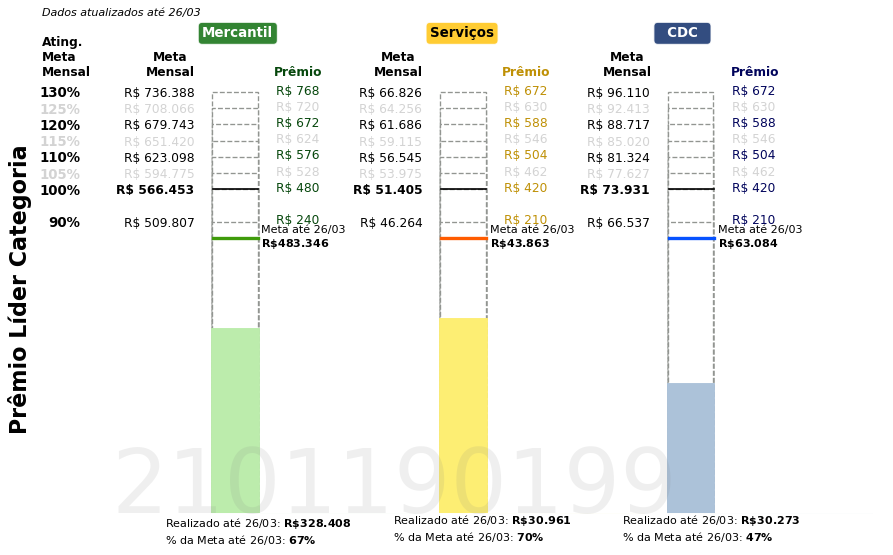 Dados atualizados até 26/03
Mercantil Serviços CDC
Ating.
Meta
Mensal
Meta
Mensal Prêmio
Meta
Mensal Prêmio
Meta
Mensal Prêmio
130% R$ 736.388 R$ 768 R$ 66.826 R$ 672 R$ 96.110 R$ 672
125% R$ 708.066 R$ 720 R$ 64.256 R$ 630 R$ 92.413 R$ 630
120% R$ 679.743 R$ 672 R$ 61.686 R$ 588 R$ 88.717 R$ 588
115% R$ 651.420 R$ 624 R$ 59.115 R$ 546 R$ 85.020 R$ 546
110% R$ 623.098 R$ 576 R$ 56.545 R$ 504 R$ 81.324 R$ 504
105% R$ 594.775 R$ 528 R$ 53.975 R$ 462 R$ 77.627 R$ 462
100% R$ 566.453 R$ 480 R$ 51.405 R$ 420 R$ 73.931 R$ 420
90% R$ 509.807 R$ 240 R$ 46.264 R$ 210 R$ 66.537 R$ 210
Meta até 26/03
R$483.346
Meta até 26/03
R$43.863
Meta até 26/03
R$63.084
Prêmio Líder Categoria
2101190199
Realizado até 26/03: R$328.408
% da Meta até 26/03: 67%
Realizado até 26/03: R$30.961
% da Meta até 26/03: 70%
Realizado até 26/03: R$30.273
% da Meta até 26/03: 47%